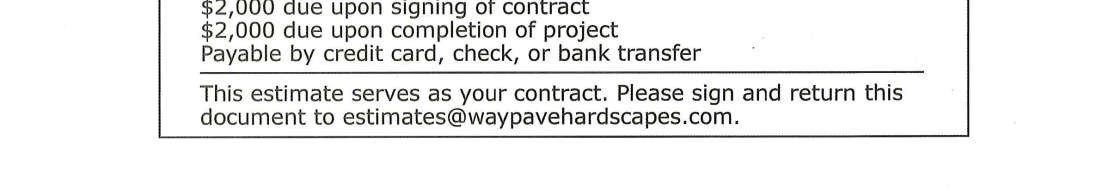 $2,000 due upon signing of contract
$2,000 due upon completion of project
Payable by credit card, check, or bank transfer
This estimate serves as your contract. Please sign and return this
document to estimates@waypavehardscapes.com.